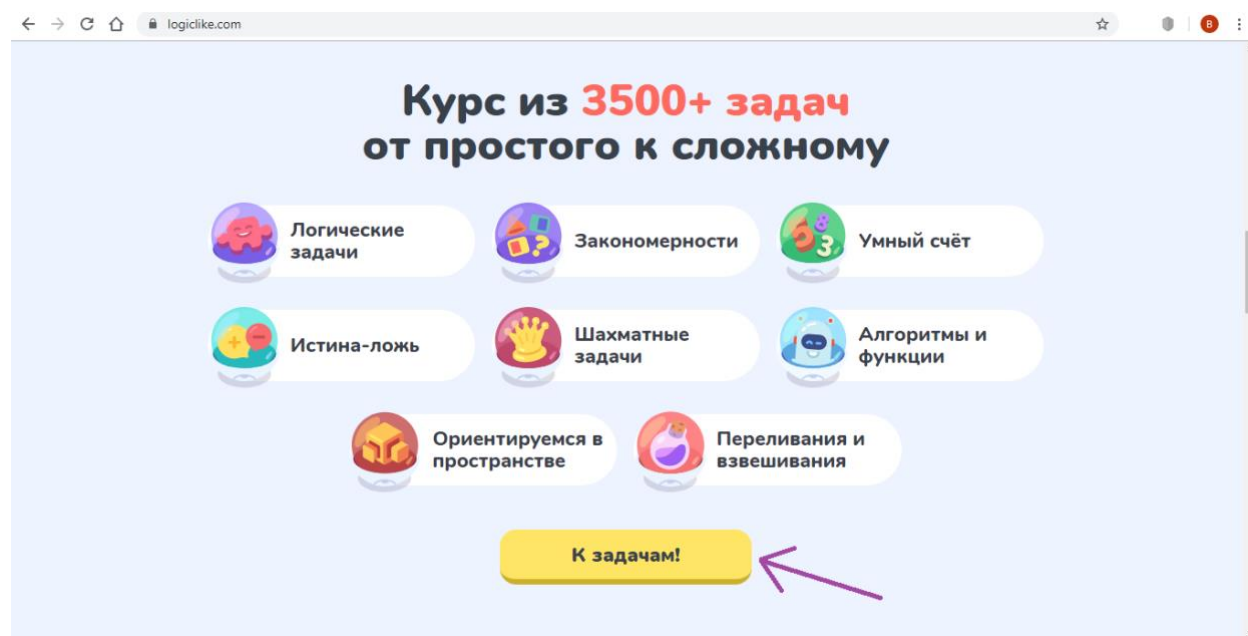 logiclike.com
В
Курс из 3500+ задач
от простого к сложному
Логические
задачи
Закономерности
Умный счёт
Истина-ложь
Шахматные
задачи
Алгоритмы и
функции
Ориентируемся в
пространстве
Переливания и
взвешивания
К задачам!